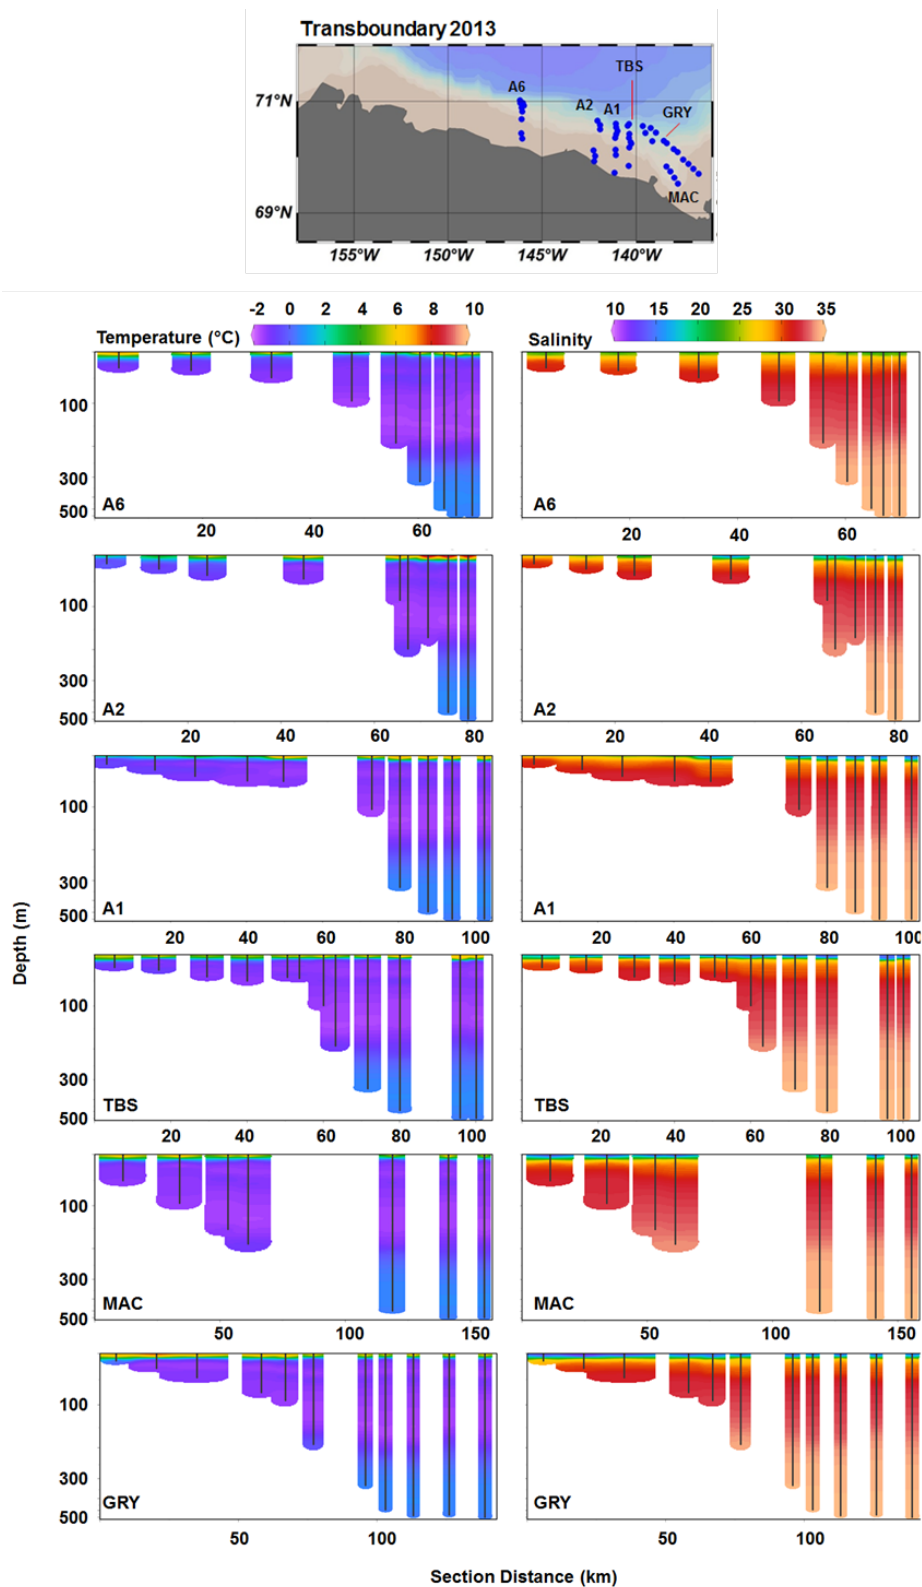 Transboundary 2013
TBS
A6
A2 A1
GRY
71°N
MAC
69°N
155°W 150°W 145°W 140°W
-2 0 2 4 6 8 10
10 15 20 25 30 35
Temperature (°C)
Salinity
100
300
500
A6
A6
20 40 60
20 40 60
100
300
500
A2
A2
20 40 60 80
20 40 60 80
100
300
500
A1
A1
20 40 60 80 100
20 40 60 80 100
Depth (m)
100
300
500
TBS
TBS
20 40 60 80 100
20 40 60 80 100
100
300
500
MAC
MAC
50 100 150
50 100 150
100
300
500
GRY
GRY
50 100
50 100
Section Distance (km)